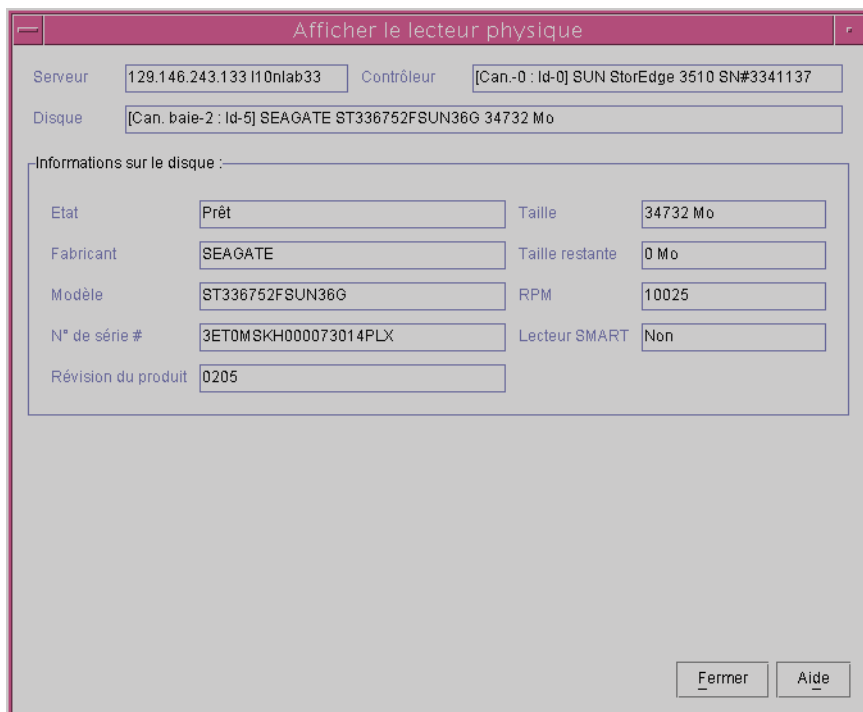 Afficher le lecteur physique
Serveur 129.146.243.133 l10nlab33 Contrôleur [Can.-0 : Id-0] SUN StorEdge 3510 SN#3341137
Disque [Can. baie-2 : Id-5] SEAGATE ST336752FSUN36G 34732 Mo
Informations sur le disque :
Etat Prêt Taille 34732 Mo
Fabricant SEAGATE Taille restante 0 Mo
Modèle ST336752FSUN36G RPM 10025
N° de série # 3ET0MSKH000073014PLX Lecteur SMART Non
Révision du produit 0205
Fermer Aide